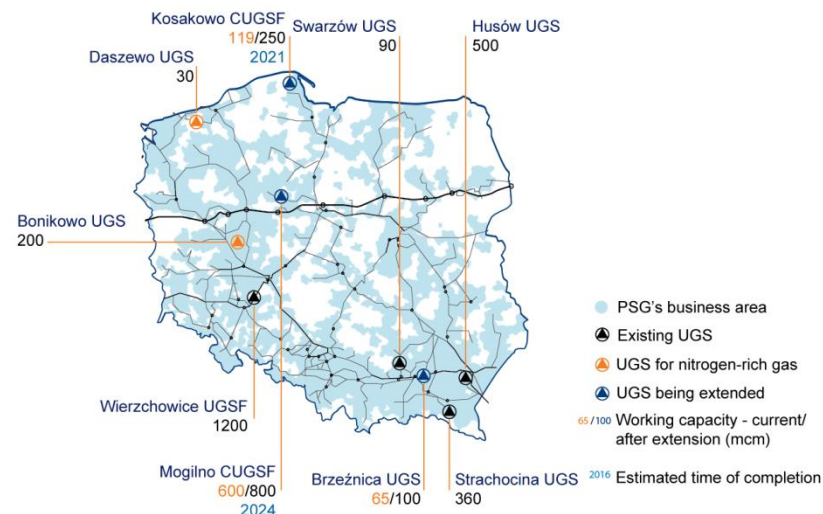 Kosakowo CUGSF
119/250
2021
Swarzów UGS
90
Husów UGS
500
Daszewo UGS
30
Bonikowo UGS
200
Wierzchowice UGSF
1200
Mogilno CUGSF
600/800
2024
Brzeźnica UGS
65/100
Strachocina UGS
360
PSG's business area
Existing UGS
UGS for nitrogen-rich gas
UGS being extended
65/100 Working capacity - current/
after extension (mcm)
2016 Estimated time of completion